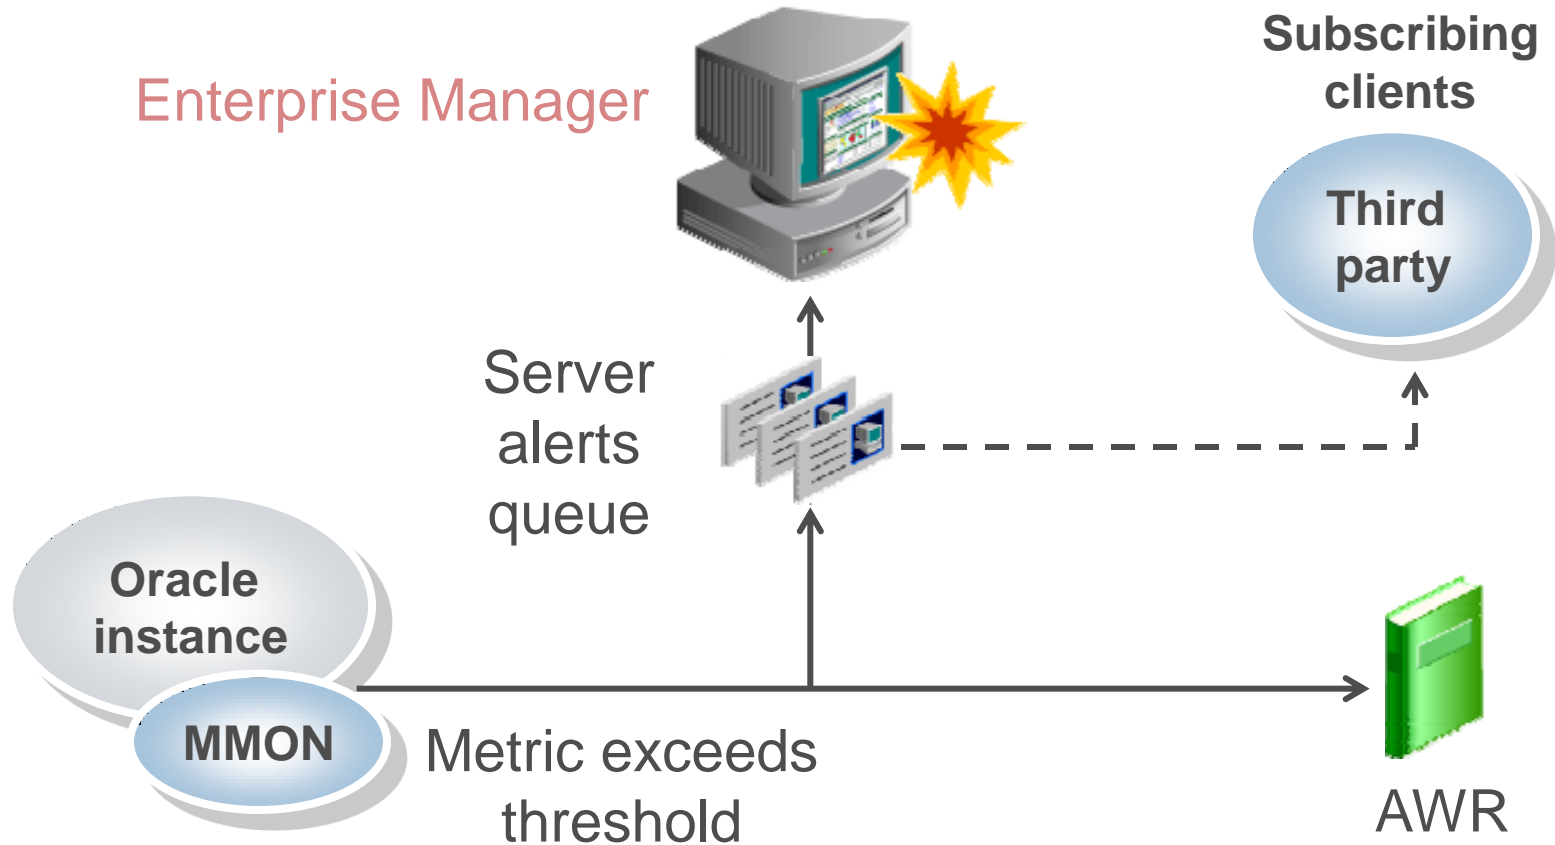 Subscribing
clients
Enterprise Manager
Third
party
Server
alerts
queue
Oracle
instance
MMON
Metric exceeds
threshold
AWR